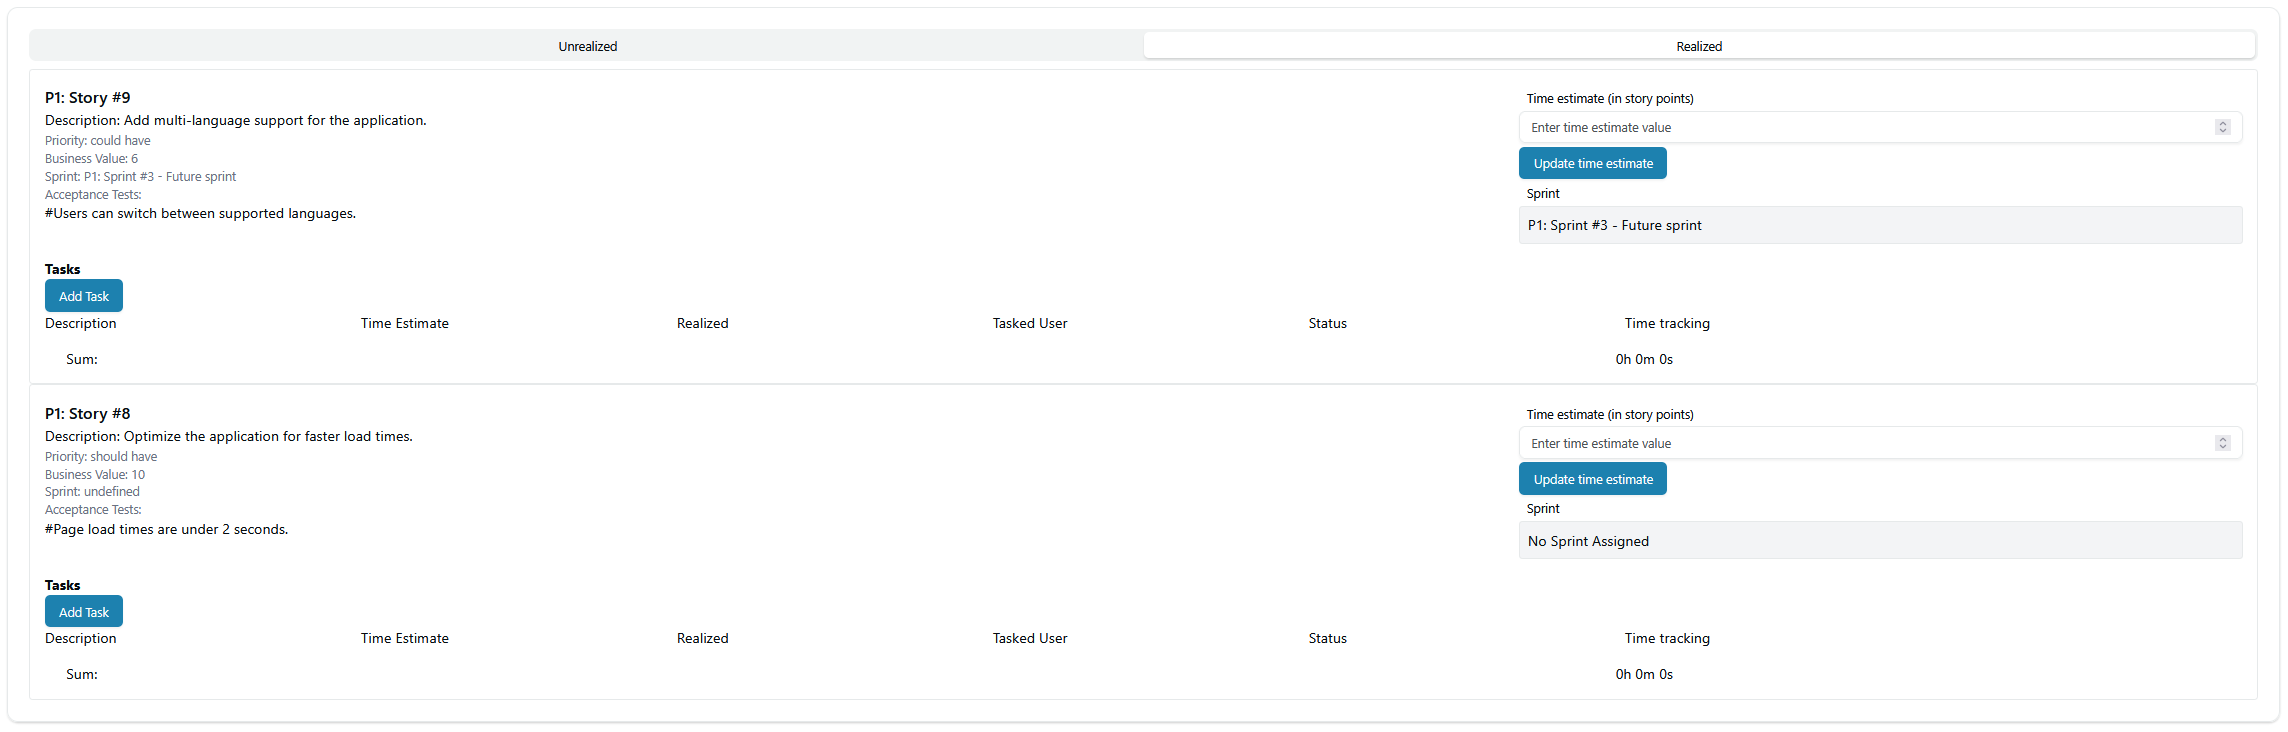 Unrealized
Realized
P1: Story #9
Description: Add multi-language support for the application.
Priority: could have
Business Value: 6
Sprint: P1: Sprint #3 - Future sprint
Acceptance Tests:
#Users can switch between supported languages.
Time estimate (in story points)
Enter time estimate value
Update time estimate
Sprint
P1: Sprint #3 - Future sprint
Tasks
Add Task
Description Time Estimate Realized Tasked User Status Time tracking
Sum: 0h 0m 0s
P1: Story #8
Description: Optimize the application for faster load times.
Priority: should have
Business Value: 10
Sprint: undefined
Acceptance Tests:
#Page load times are under 2 seconds.
Time estimate (in story points)
Enter time estimate value
Update time estimate
Sprint
No Sprint Assigned
Tasks
Add Task
Description Time Estimate Realized Tasked User Status Time tracking
Sum: 0h 0m 0s